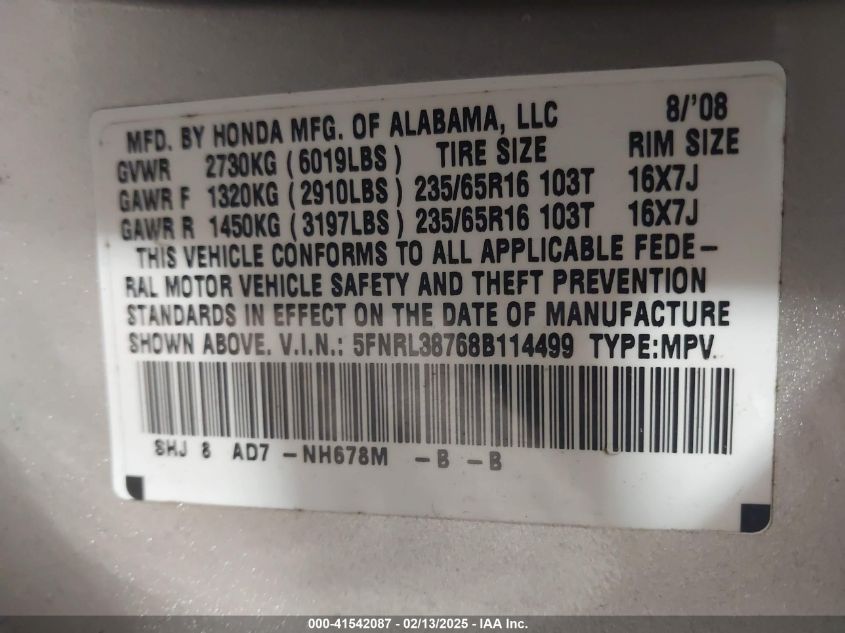 MFD. BY HONDA MFG. OF ALABAMA, LLC 8/'08
GVWR 2730KG ( 6019LBS ) TIRE SIZE RIM SIZE
GAWR F 1320KG ( 2910LBS ) 235/65R16 103T 16X7J
GAWR R 1450KG ( 3197LBS ) 235/65R16 103T 16X7J
THIS VEHICLE CONFORMS TO ALL APPLICABLE FEDE-
RAL MOTOR VEHICLE SAFETY AND THEFT PREVENTION
STANDARDS IN EFFECT ON THE DATE OF MANUFACTURE
SHOWN ABOVE. V.I.N.: 5FNRL38768B114499 TYPE:MPV
SHJ 8 AD7 -NH678M -B -B
000-41542087 - 02/13/2025 - IAA Inc.